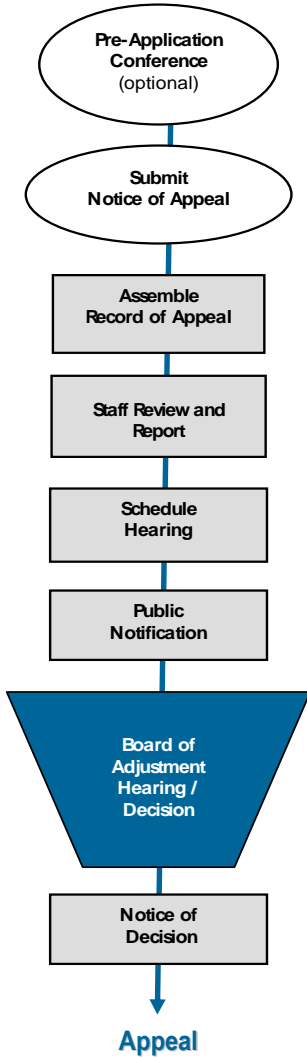 Pre-Application
Conference
(optional)
Submit
Notice of Appeal
Assemble
Record of Appeal
Staff Review and
Report
Schedule
Hearing
Public
Notification
Board of
Adjustment
Hearing /
Decision
Notice of
Decision
Appeal